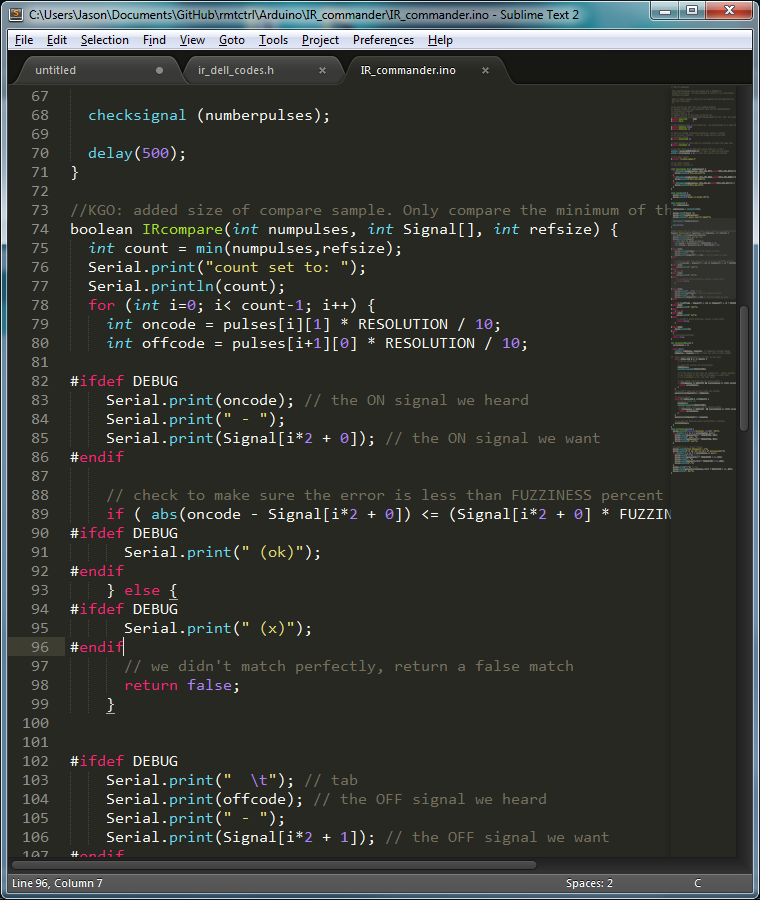 C:\Users\Jason\Documents\GitHub\rmtctrl\Arduino\IR_commander\IR_commander.ino - Sublime Text 2
File Edit Selection Find View Goto Tools Project Preferences Help
untitled ir_dell_codes.h × IR_commander.ino ×
67
68 checksignal (numberpulses);
69
70 delay(500);
71 }
72
73 //KGO: added size of compare sample. Only compare the minimum of th
74 boolean IRcompare(int numpulses, int Signal[], int refsize) {
75 int count = min(numpulses,refsize);
76 Serial.print("count set to: ");
77 Serial.println(count);
78 for (int i=0; i< count-1; i++) {
79 int oncode = pulses[i][1] * RESOLUTION / 10;
80 int offcode = pulses[i+1][0] * RESOLUTION / 10;
81
82 #ifdef DEBUG
83 Serial.print(oncode); // the ON signal we heard
84 Serial.print(" - ");
85 Serial.print(Signal[i*2 + 0]); // the ON signal we want
86 #endif
87
88 // check to make sure the error is less than FUZZINESS percent
89 if ( abs(oncode - Signal[i*2 + 0]) <= (Signal[i*2 + 0] * FUZZIN
90 #ifdef DEBUG
91 Serial.print(" (ok)");
92 #endif
93 } else {
94 #ifdef DEBUG
95 Serial.print(" (x)");
96 #endif
97 // we didn't match perfectly, return a false match
98 return false;
99 }
100
101
102 #ifdef DEBUG
103 Serial.print("  \t"); // tab
104 Serial.print(offcode); // the OFF signal we heard
105 Serial.print(" - ");
106 Serial.print(Signal[i*2 + 1]); // the OFF signal we want
107 #endif
Line 96, Column 7 Spaces: 2 C